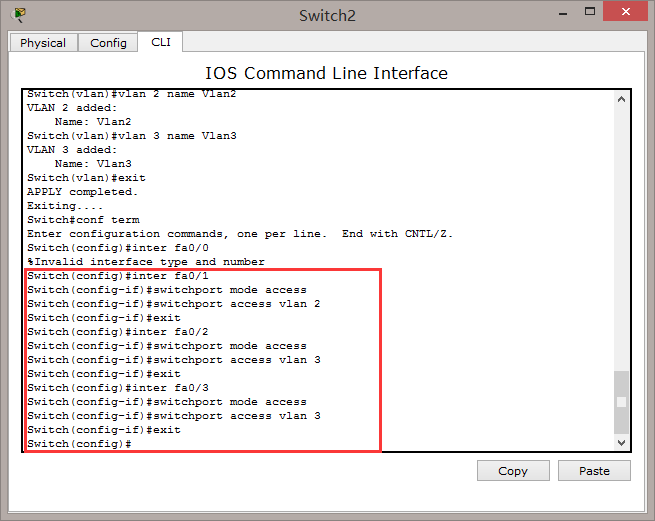 Switch2
Physical
Config
CLI
IOS Command Line Interface
Switch(vlan)#vlan 2 name Vlan2
VLAN 2 added:
    Name: Vlan2
Switch(vlan)#vlan 3 name Vlan3
VLAN 3 added:
    Name: Vlan3
Switch(vlan)#exit
APPLY completed.
Exiting....
Switch#conf term
Enter configuration commands, one per line.  End with CNTL/Z.
Switch(config)#inter fa0/0
%Invalid interface type and number
Switch(config)#inter fa0/1
Switch(config-if)#switchport mode access
Switch(config-if)#switchport access vlan 2
Switch(config-if)#exit
Switch(config)#inter fa0/2
Switch(config-if)#switchport mode access
Switch(config-if)#switchport access vlan 3
Switch(config-if)#exit
Switch(config)#inter fa0/3
Switch(config-if)#switchport mode access
Switch(config-if)#switchport access vlan 3
Switch(config-if)#exit
Switch(config)#
Copy
Paste